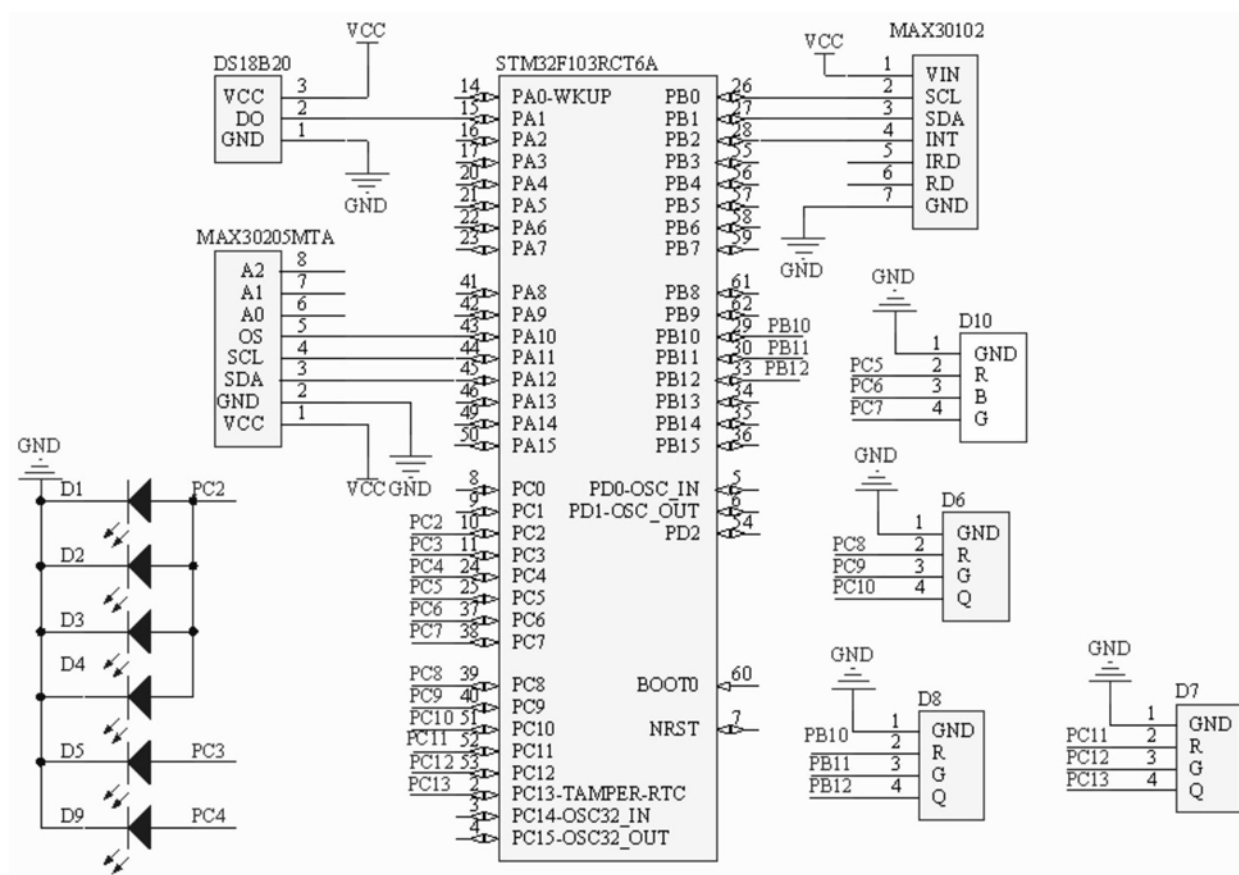 VCC
DS18B20
VCC 3
DO 2
GND 1
GND
MAX30205MTA
A2 8
A1 7
A0 6
OS 5
SCL 4
SDA 3
GND 2
VCC 1
VCC
GND
GND
D1 PC2
D2
D3
D4
D5 PC3
D9 PC4
STM32F103RCT6A
14 PA0-WKUP PB0 26
15 PA1 PB1 27
16 PA2 PB2 28
17 PA3 PB3 55
20 PA4 PB4 56
21 PA5 PB5 57
22 PA6 PB6 58
23 PA7 PB7 59
41 PA8 PB8 61
42 PA9 PB9 62
43 PA10 PB10 29 PB10
44 PA11 PB11 30 PB11
45 PA12 PB12 33 PB12
46 PA13 PB13 34
49 PA14 PB14 35
50 PA15 PB15 36
8 PC0 PD0-OSC_IN 5
9 PC1 PD1-OSC_OUT 6
PC2 10 PC2 PD2 54
PC3 11 PC3
PC4 24 PC4
PC5 25 PC5
PC6 37 PC6
PC7 38 PC7
PC8 39 PC8 BOOT0 60
PC9 40 PC9
PC10 51 PC10 NRST 7
PC11 52 PC11
PC12 53 PC12
PC13 2 PC13-TAMPER-RTC
3 PC14-OSC32_IN
4 PC15-OSC32_OUT
MAX30102
VCC
1 VIN
2 SCL
3 SDA
4 INT
5 IRD
6 RD
7 GND
GND
GND
D10
1 GND
PC5 2 R
PC6 3 B
PC7 4 G
GND
D6
1 GND
PC8 2 R
PC9 3 G
PC10 4 Q
GND
D8
1 GND
PB10 2 R
PB11 3 G
PB12 4 Q
GND
D7
1 GND
PC11 2 R
PC12 3 G
PC13 4 Q